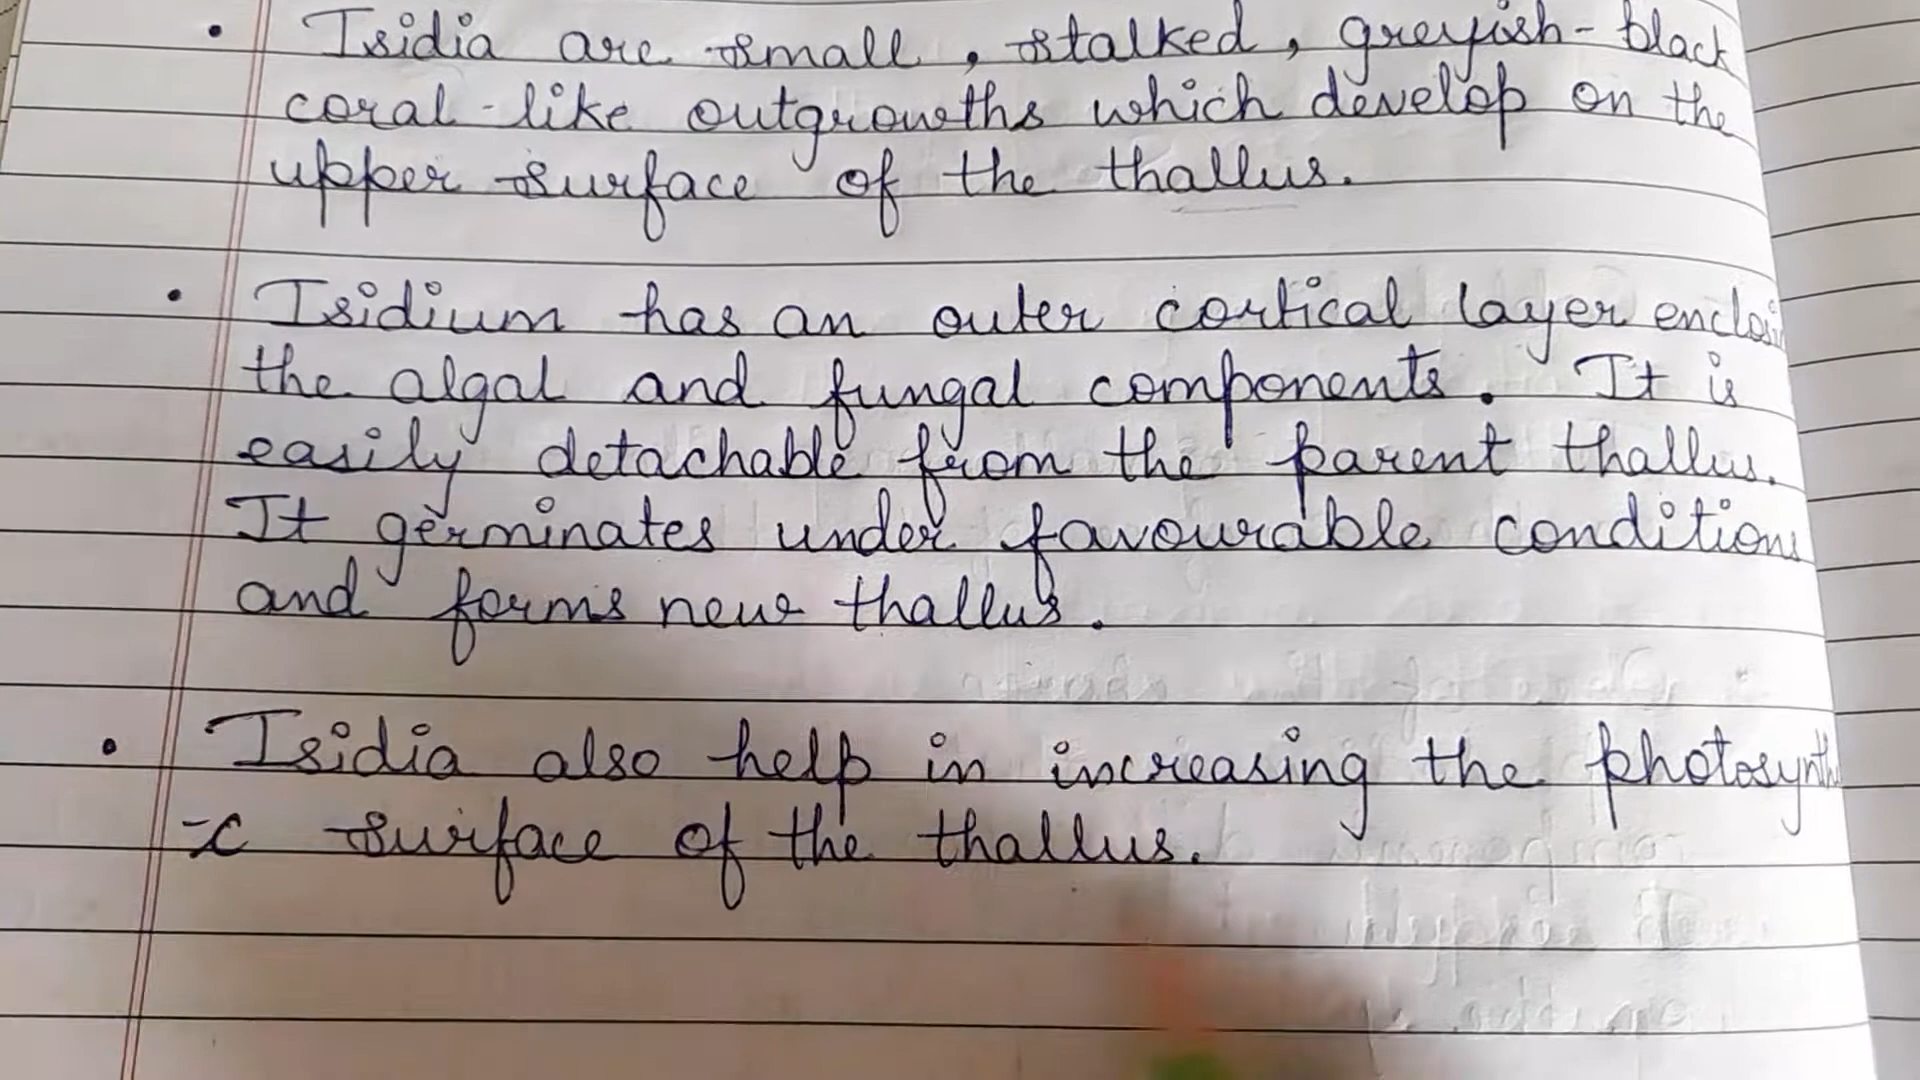 • Isidia are small, stalked, greyish-black
coral-like outgrowths which develop on the
upper surface of the thallus.
• Isidium has an outer cortical layer
the algal and fungal components. It is
easily detachable from the parent thallus.
It germinates under favourable conditions
and forms new thallus.
• Isidia also help in increasing the
-c surface of the thallus.